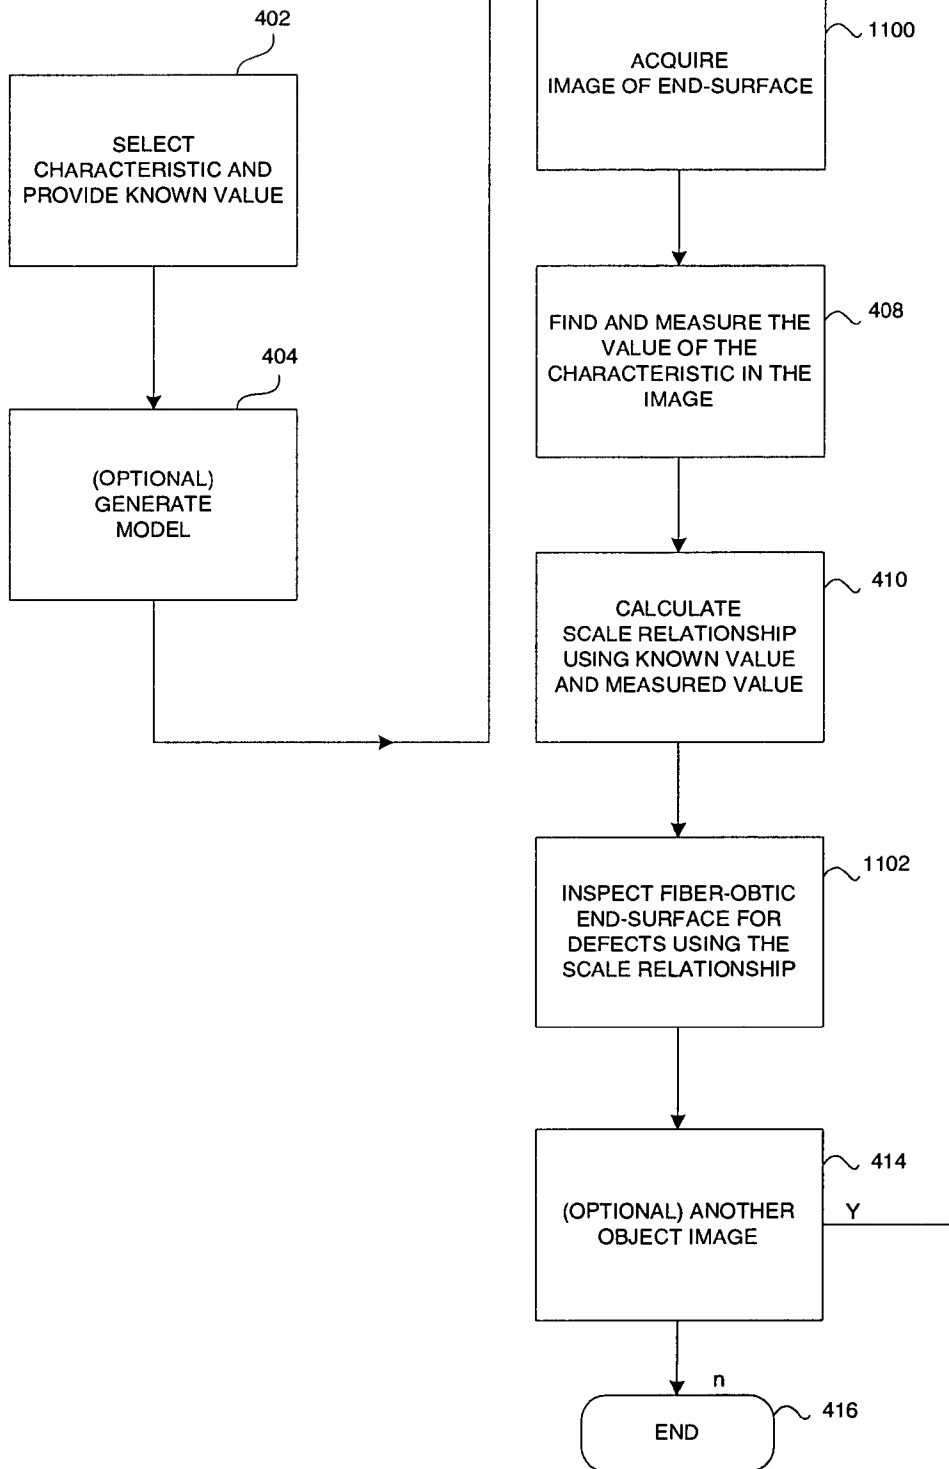 402
SELECT
CHARACTERISTIC AND
PROVIDE KNOWN VALUE
404
(OPTIONAL)
GENERATE
MODEL
1100
ACQUIRE
IMAGE OF END-SURFACE
408
FIND AND MEASURE THE
VALUE OF THE
CHARACTERISTIC IN THE
IMAGE
410
CALCULATE
SCALE RELATIONSHIP
USING KNOWN VALUE
AND MEASURED VALUE
1102
INSPECT FIBER-OBTIC
END-SURFACE FOR
DEFECTS USING THE
SCALE RELATIONSHIP
414
(OPTIONAL) ANOTHER
OBJECT IMAGE
Y
n
416
END